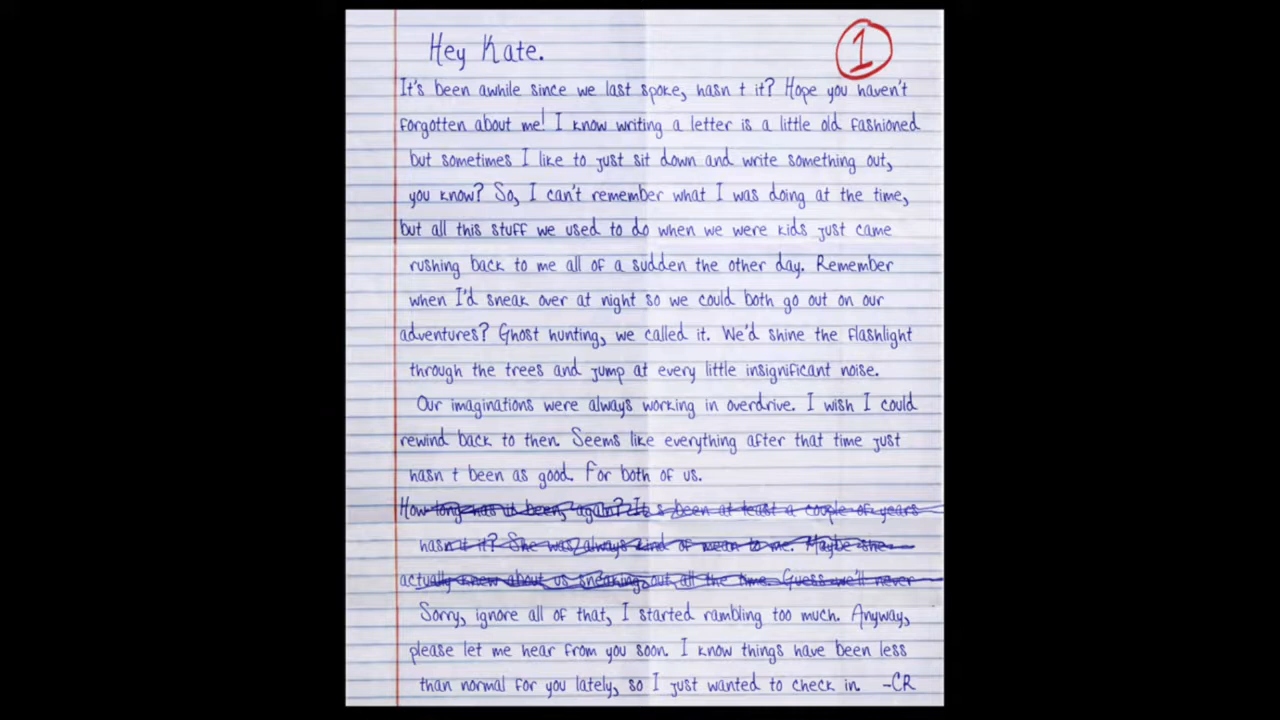 Hey Kate.
1
It's been awhile since we last spoke, hasn t it? Hope you haven't
forgotten about me! I know writing a letter is a little old fashioned
but sometimes I like to just sit down and write something out,
you know? So, I can't remember what I was doing at the time,
but all this stuff we used to do when we were kids just came
rushing back to me all of a sudden the other day. Remember
when I'd sneak over at night so we could both go out on our
adventures? Ghost hunting, we called it. We'd shine the flashlight
through the trees and jump at every little insignificant noise.
Our imaginations were always working in overdrive. I wish I could
rewind back to then. Seems like everything after that time just
hasn t been as good. For both of us.
How long has it been, again? It s been at least a couple of years
hasn t it? She was always kind of mean to me. Maybe she
actually knew about us sneaking out all the time. Guess we'll never
Sorry, ignore all of that, I started rambling too much. Anyway,
please let me hear from you soon. I know things have been less
than normal for you lately, so I just wanted to check in. -CR